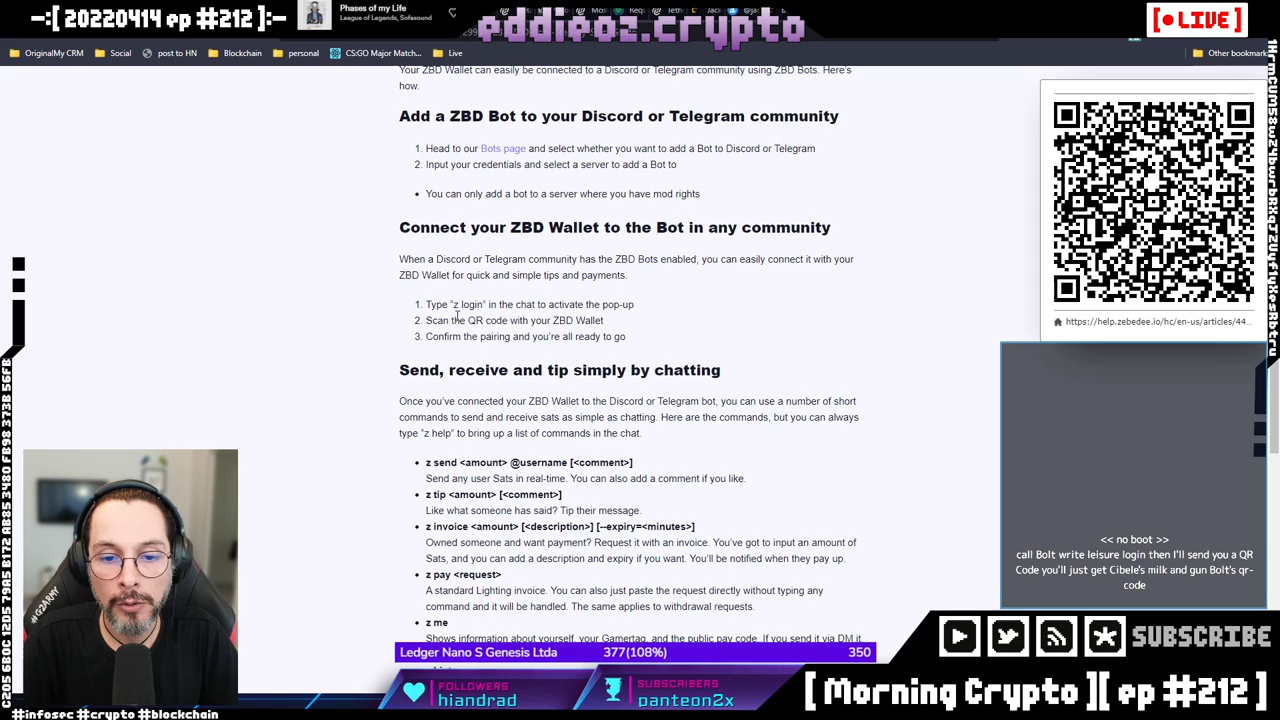 -:[ 20220414 ep #212 ]:-
Phases of my Life
League of Legends, Sofasound
eddieoz.crypto
[ ● LIVE ]
OriginalMy CRM
Social
post to HN
Blockchain
personal
CS:GO Major Match...
Live
Other bookmark
Your ZBD Wallet can easily be connected to a Discord or Telegram community using ZBD Bots. Here's
how.
Add a ZBD Bot to your Discord or Telegram community
1. Head to our Bots page and select whether you want to add a Bot to Discord or Telegram
2. Input your credentials and select a server to add a Bot to
• You can only add a bot to a server where you have mod rights
Connect your ZBD Wallet to the Bot in any community
When a Discord or Telegram community has the ZBD Bots enabled, you can easily connect it with your
ZBD Wallet for quick and simple tips and payments.
1. Type "z login" in the chat to activate the pop-up
2. Scan the QR code with your ZBD Wallet
3. Confirm the pairing and you're all ready to go
Send, receive and tip simply by chatting
Once you've connected your ZBD Wallet to the Discord or Telegram bot, you can use a number of short
commands to send and receive sats as simple as chatting. Here are the commands, but you can always
type "z help" to bring up a list of commands in the chat.
• z send <amount> @username [<comment>]
Send any user Sats in real-time. You can also add a comment if you like.
• z tip <amount> [<comment>]
Like what someone has said? Tip their message.
• z invoice <amount> [<description>] [--expiry=<minutes>]
Owned someone and want payment? Request it with an invoice. You've got to input an amount of
Sats, and you can add a description and expiry if you want. You'll be notified when they pay up.
• z pay <request>
A standard Lighting invoice. You can also just paste the request directly without typing any
command and it will be handled. The same applies to withdrawal requests.
• z me
Shows information about yourself, your Gamertag, and the public pay code. If you send it via DM it
https://help.zebedee.io/hc/en-us/articles/44...
<< no boot >>
call Bolt write leisure login then I'll send you a QR
Code you'll just get Cibele's milk and gun Bolt's qr-
code
Ledger Nano S Genesis Ltda 377(108%) 350
FOLLOWERS
hiandrad
SUBSCRIBERS
panteon2x
SUBSCRIBE
[ Morning Crypto ][ ep #212 ]
#infosec #crypto #blockchain